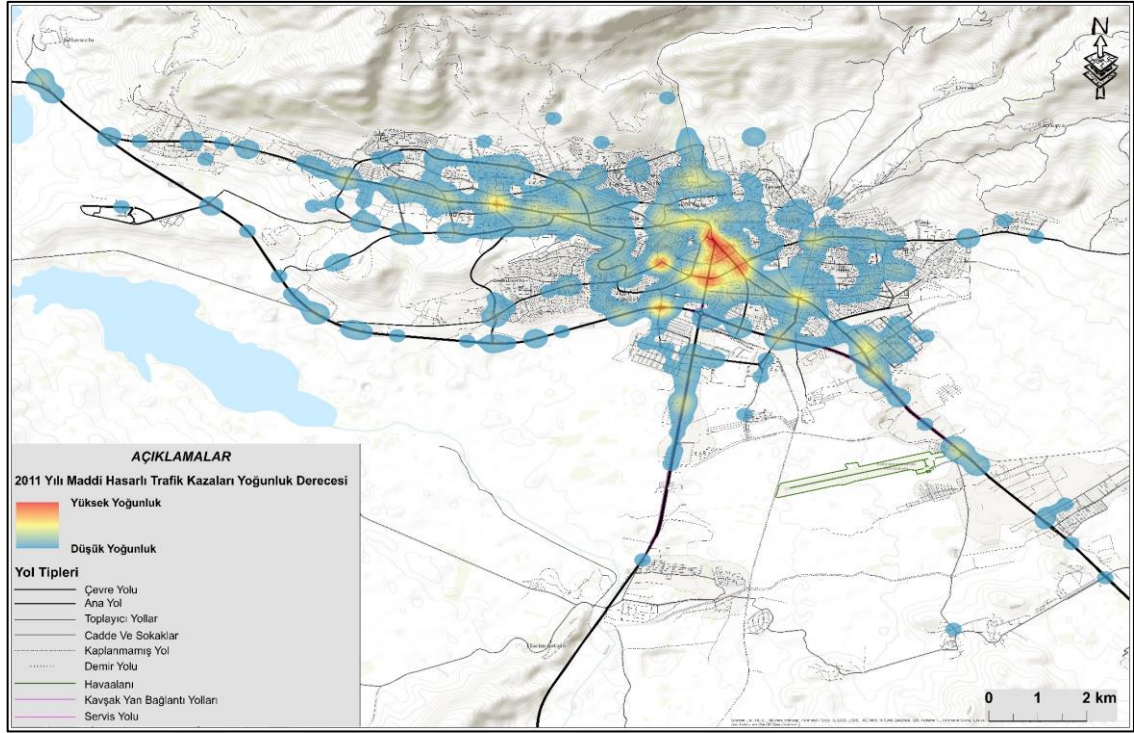 N
AÇIKLAMALAR
2011 Yılı Maddi Hasarlı Trafik Kazaları Yoğunluk Derecesi
Yüksek Yoğunluk
Düşük Yoğunluk
Yol Tipleri
Çevre Yolu
Ana Yol
Toplayıcı Yollar
Cadde Ve Sokaklar
Kaplanmamış Yol
Demir Yolu
Havaalanı
Kavşak Yan Bağlantı Yolları
Servis Yolu
0 1 2 km